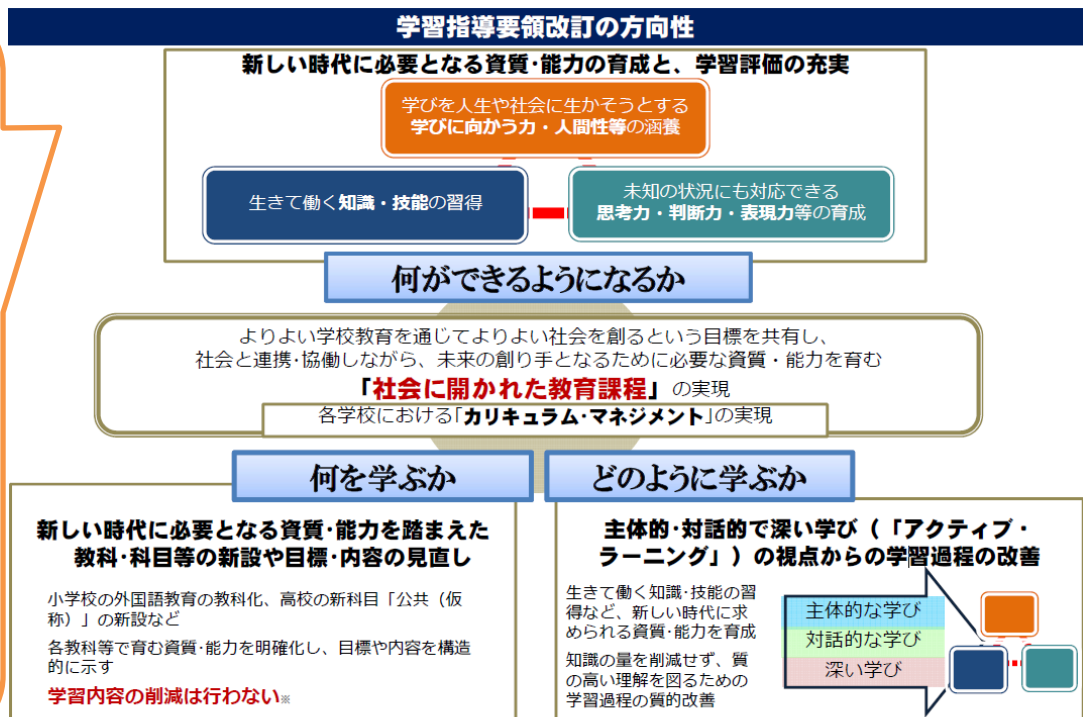 学習指導要領改訂の方向性
新しい時代に必要となる資質･能力の育成と、学習評価の充実
学びを人生や社会に生かそうとする
学びに向かう力・人間性等の涵養
生きて働く知識・技能の習得
未知の状況にも対応できる
思考力・判断力・表現力等の育成
何ができるようになるか
よりよい学校教育を通じてよりよい社会を創るという目標を共有し、
社会と連携･協働しながら、未来の創り手となるために必要な資質・能力を育む
「社会に開かれた教育課程」の実現
各学校における｢カリキュラム･マネジメント｣の実現
何を学ぶか
新しい時代に必要となる資質･能力を踏まえた
教科･科目等の新設や目標･内容の見直し
小学校の外国語教育の教科化、高校の新科目「公共（仮
称）」の新設など
各教科等で育む資質･能力を明確化し、目標や内容を構造
的に示す
学習内容の削減は行わない※
どのように学ぶか
主体的･対話的で深い学び（「アクティブ・
ラーニング」）の視点からの学習過程の改善
生きて働く知識･技能の習
得など、新しい時代に求
められる資質･能力を育成
知識の量を削減せず、質
の高い理解を図るための
学習過程の質的改善
主体的な学び
対話的な学び
深い学び